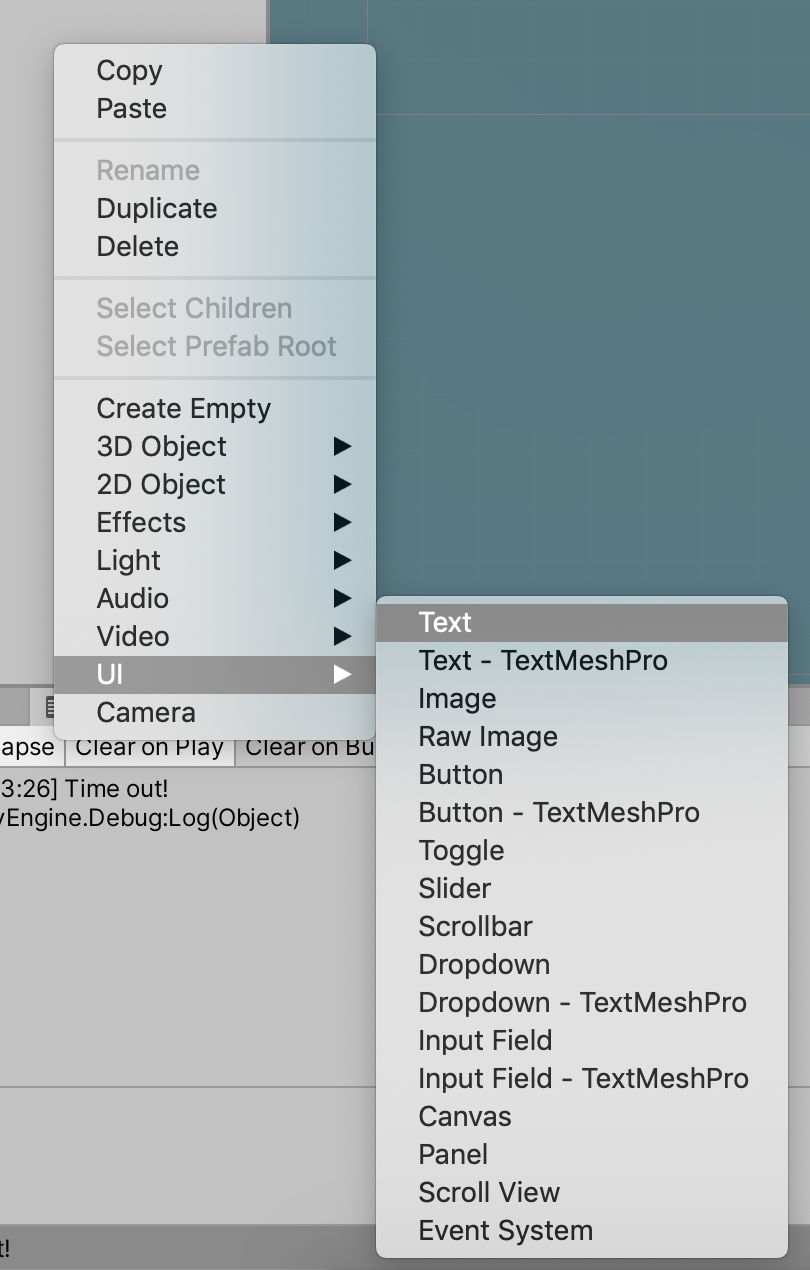 Copy
Paste
Rename
Duplicate
Delete
Select Children
Select Prefab Root
Create Empty
3D Object
2D Object
Effects
Light
Audio
Video
UI
Camera
Text
Text - TextMeshPro
Image
Raw Image
Button
Button - TextMeshPro
Toggle
Slider
Scrollbar
Dropdown
Dropdown - TextMeshPro
Input Field
Input Field - TextMeshPro
Canvas
Panel
Scroll View
Event System
apse Clear on Play Clear on Bu
3:26] Time out!
yEngine.Debug:Log(Object)
t!